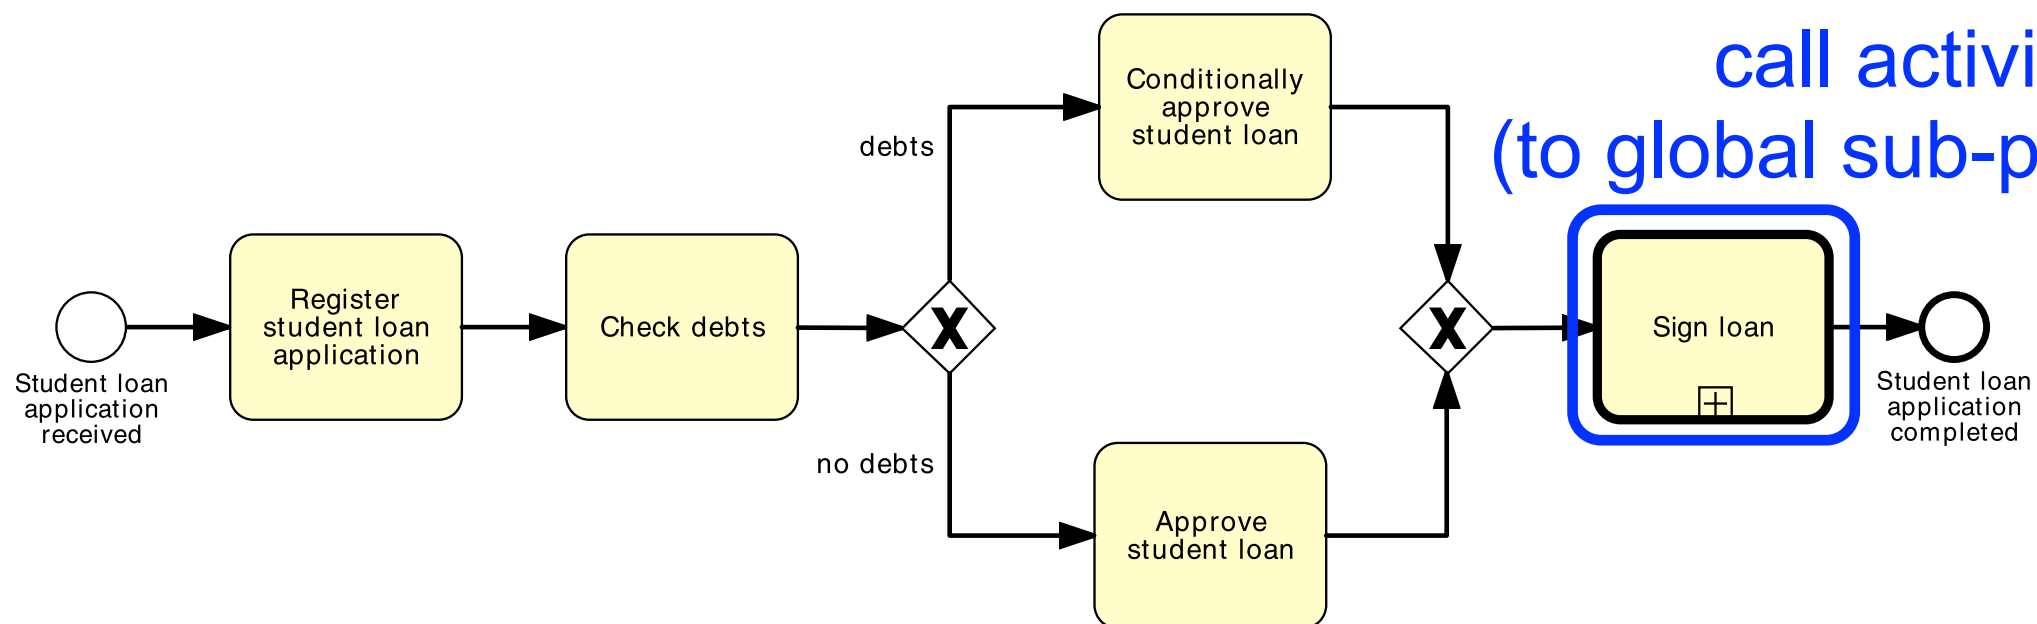 call activi
(to global sub-p
Conditionally
approve
student loan
debts
Register
student loan
application
Check debts
X
X
Sign loan
Student loan
application
received
Student loan
application
completed
no debts
Approve
student loan